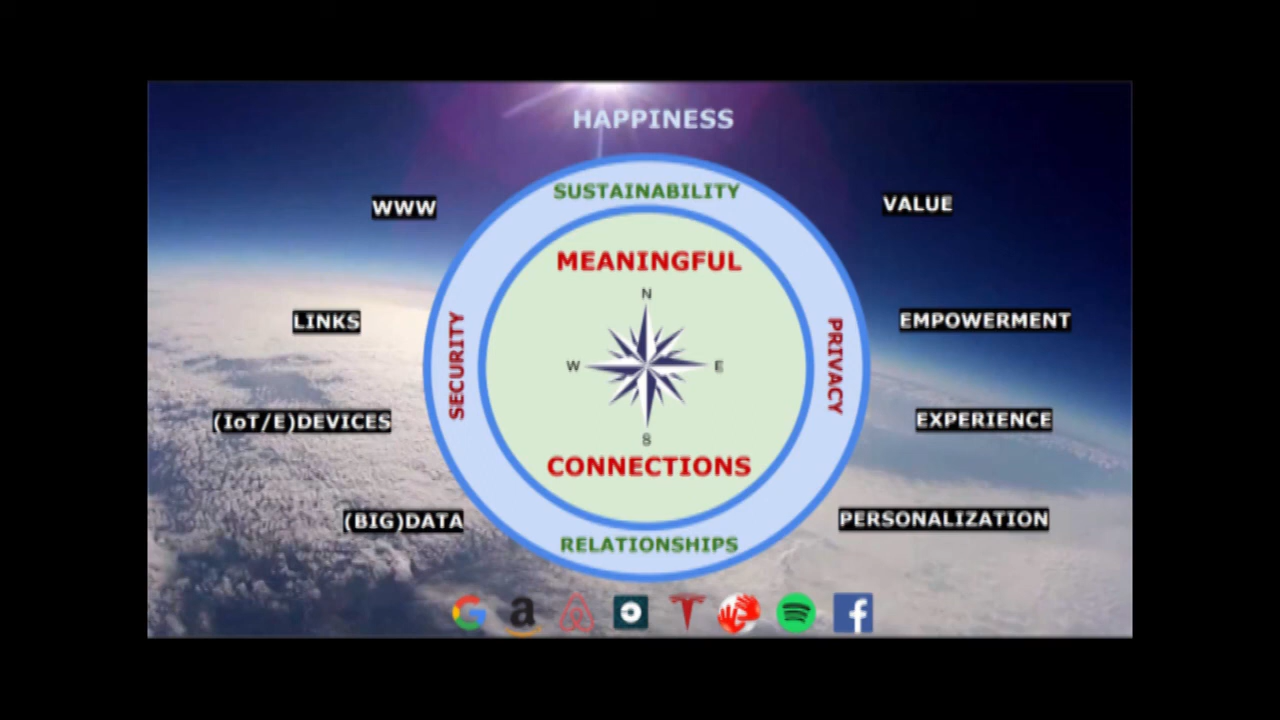 HAPPINESS
SUSTAINABILITY
WWW
VALUE
MEANINGFUL
N
LINKS
SECURITY
W
E
PRIVACY
EMPOWERMENT
(IoT/E)DEVICES
EXPERIENCE
S
CONNECTIONS
(BIG)DATA
PERSONALIZATION
RELATIONSHIPS
G a T f